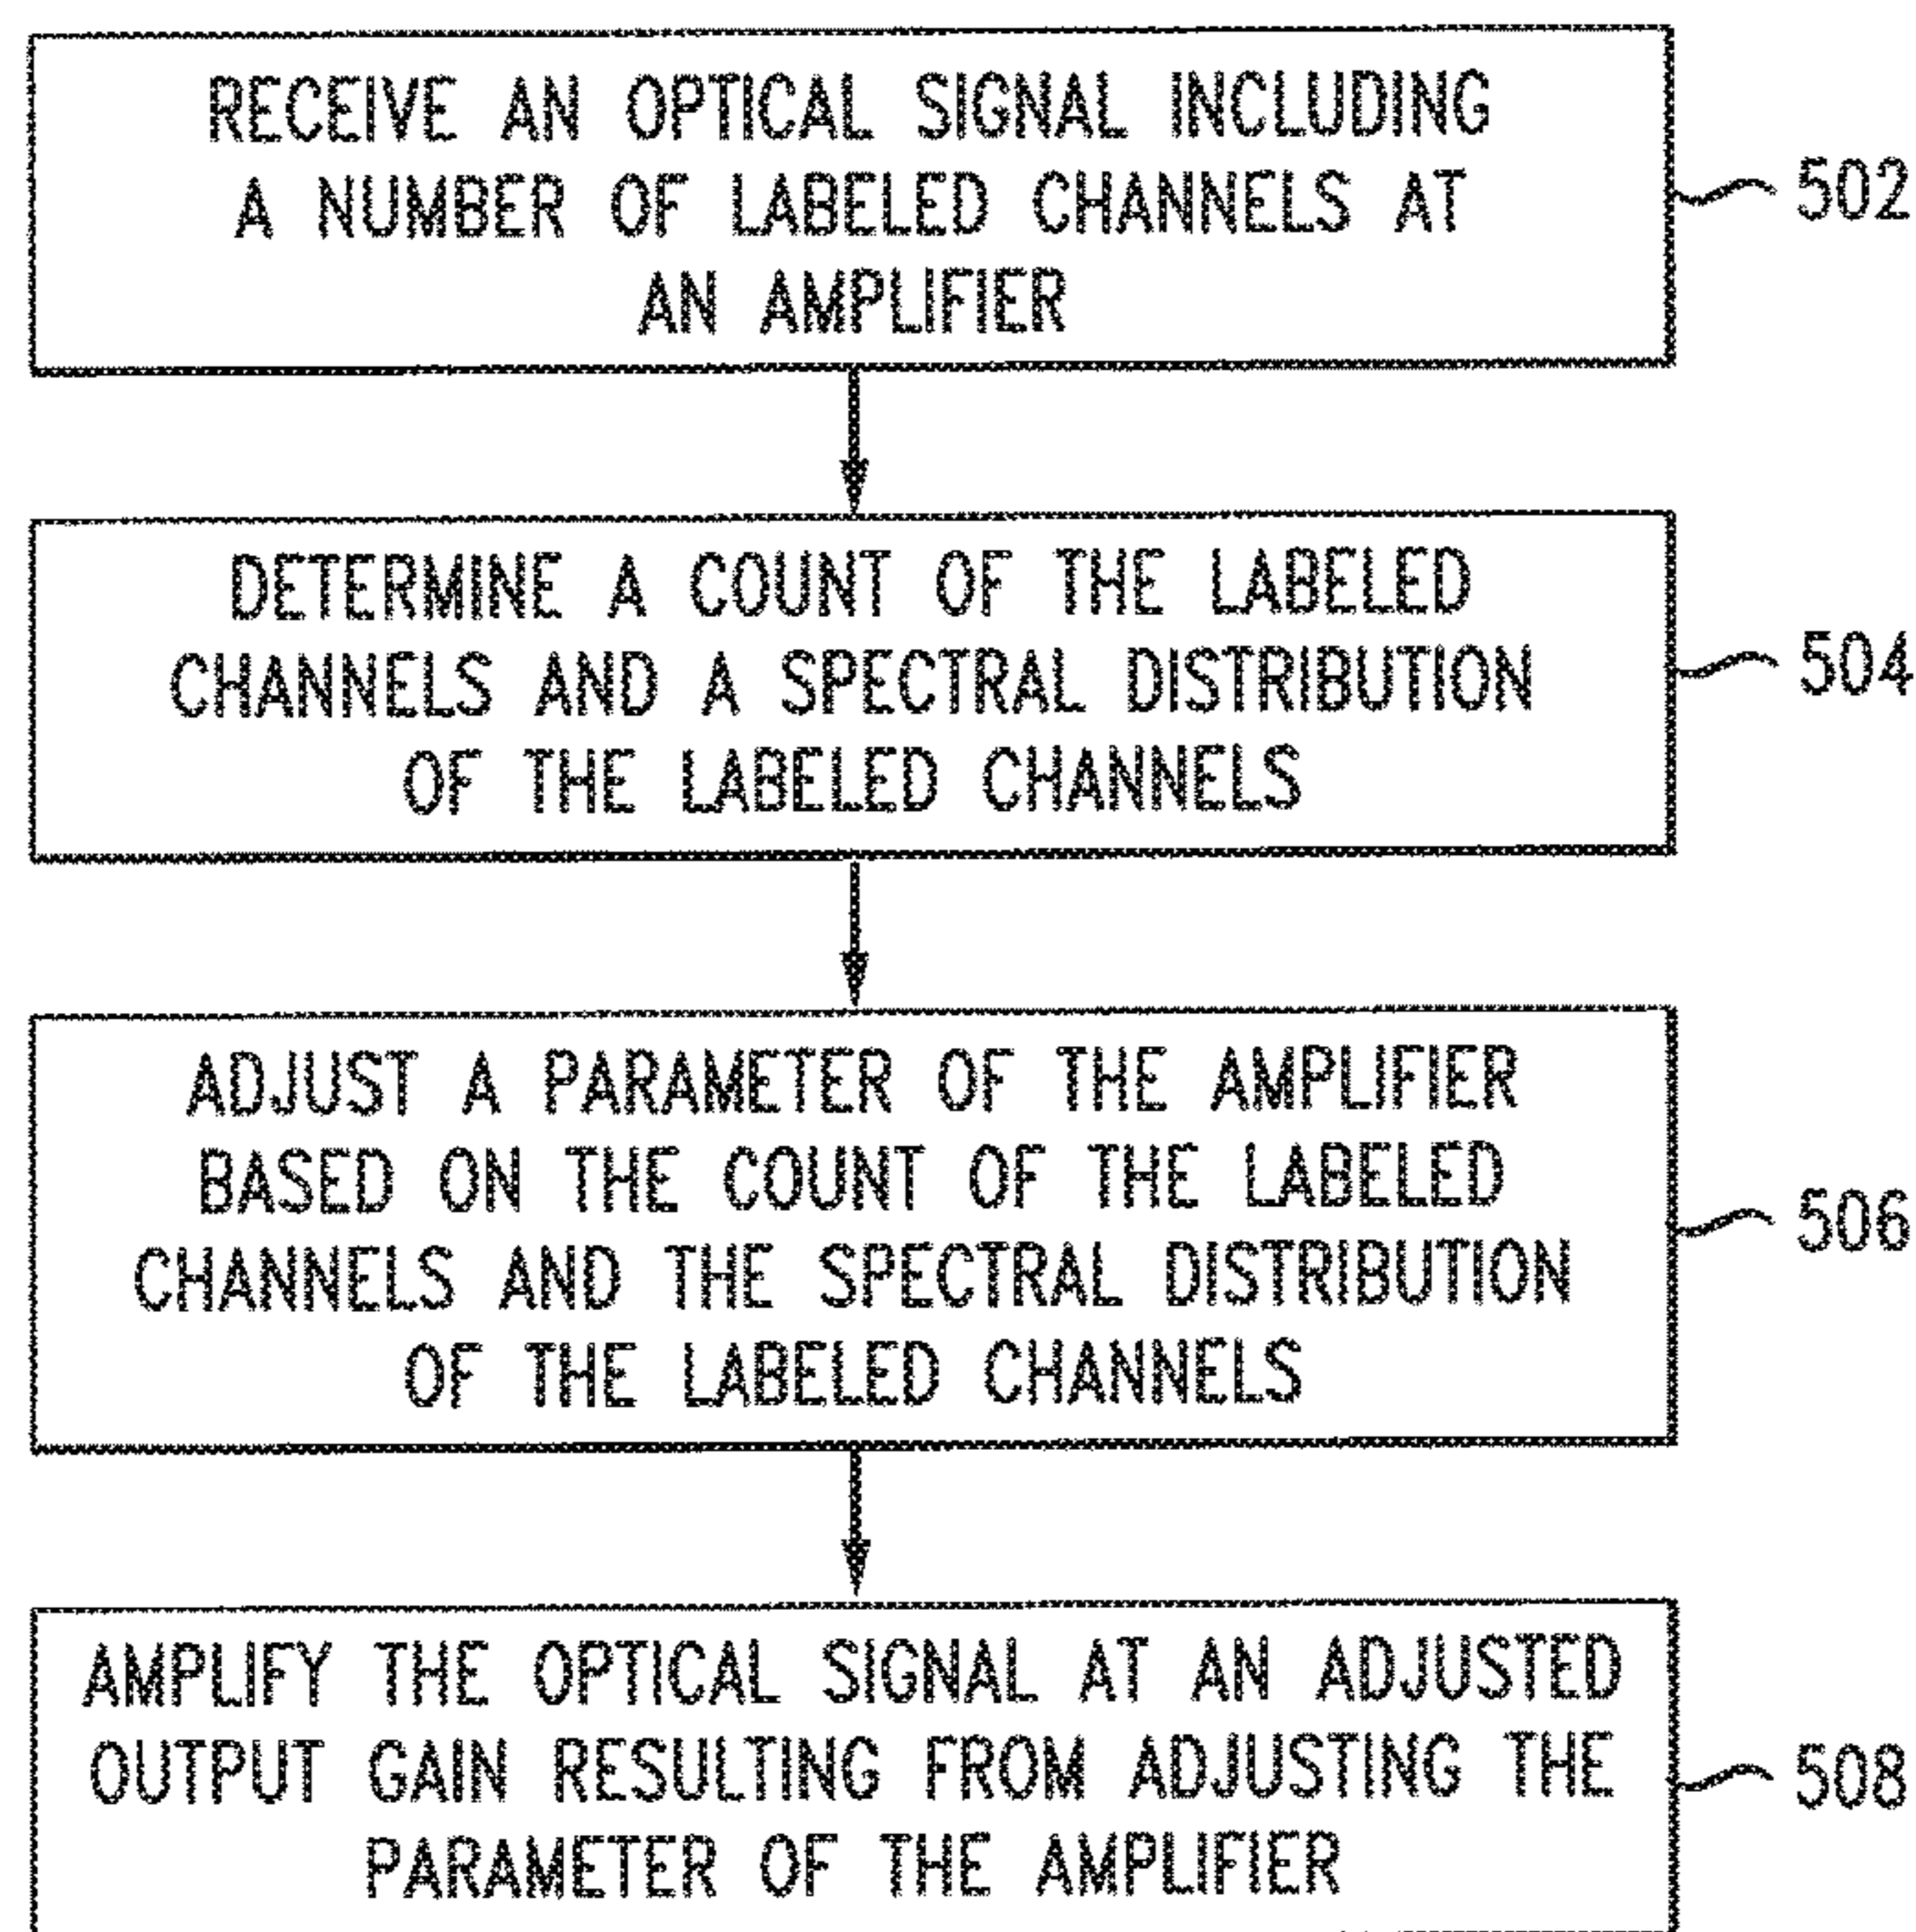 RECEIVE AN OPTICAL SIGNAL INCLUDING
A NUMBER OF LABELED CHANNELS AT
AN AMPLIFIER
502
DETERMINE A COUNT OF THE LABELED
CHANNELS AND A SPECTRAL DISTRIBUTION
OF THE LABELED CHANNELS
504
ADJUST A PARAMETER OF THE AMPLIFIER
BASED ON THE COUNT OF THE LABELED
CHANNELS AND THE SPECTRAL DISTRIBUTION
OF THE LABELED CHANNELS
506
AMPLIFY THE OPTICAL SIGNAL AT AN ADJUSTED
OUTPUT GAIN RESULTING FROM ADJUSTING THE
PARAMETER OF THE AMPLIFIER
508